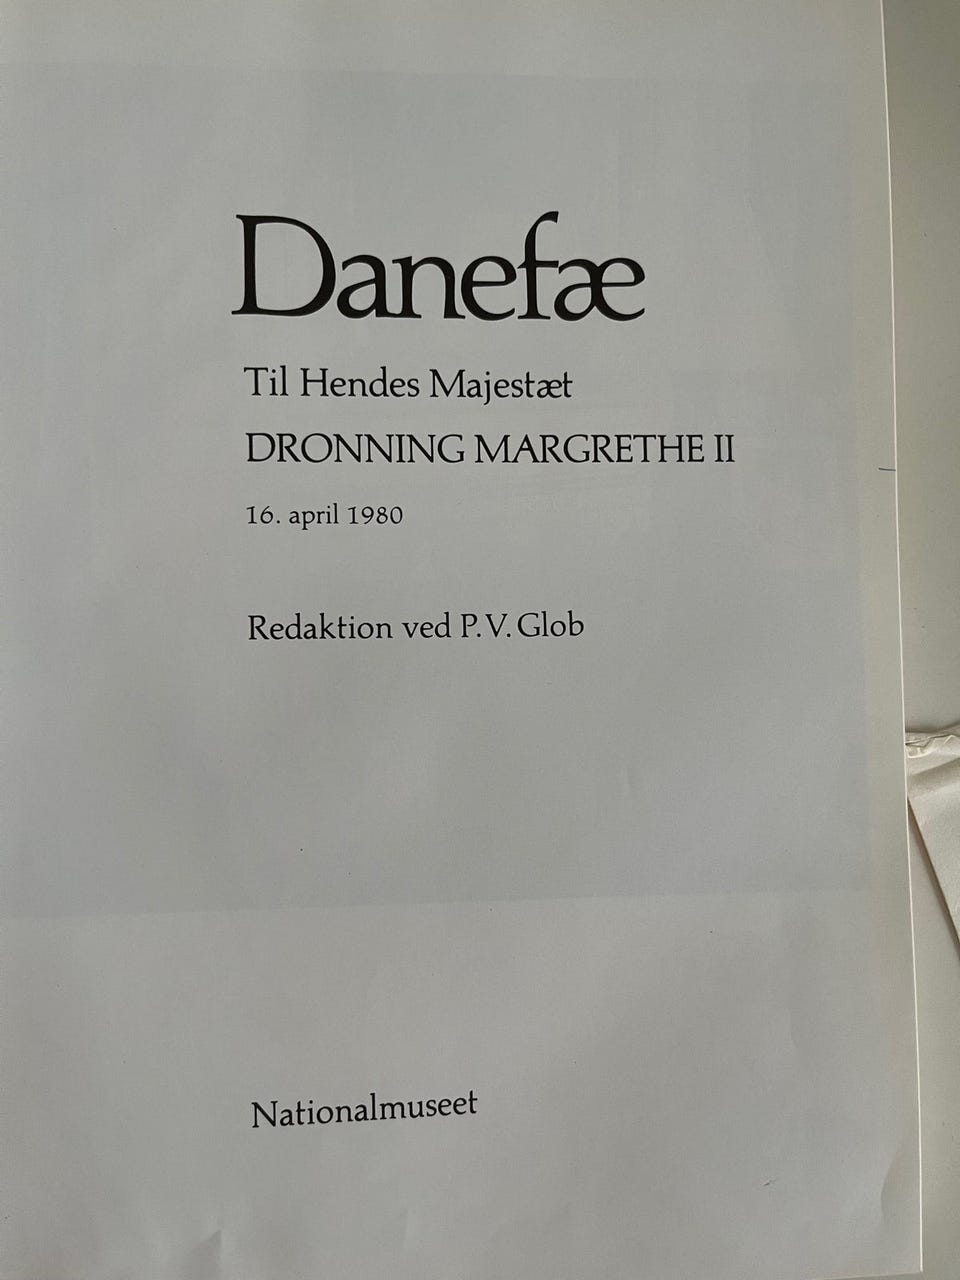 Danefæ
Til Hendes Majestæt
DRONNING MARGRETHE II
16. april 1980
Redaktion ved P.V. Glob
Nationalmuseet